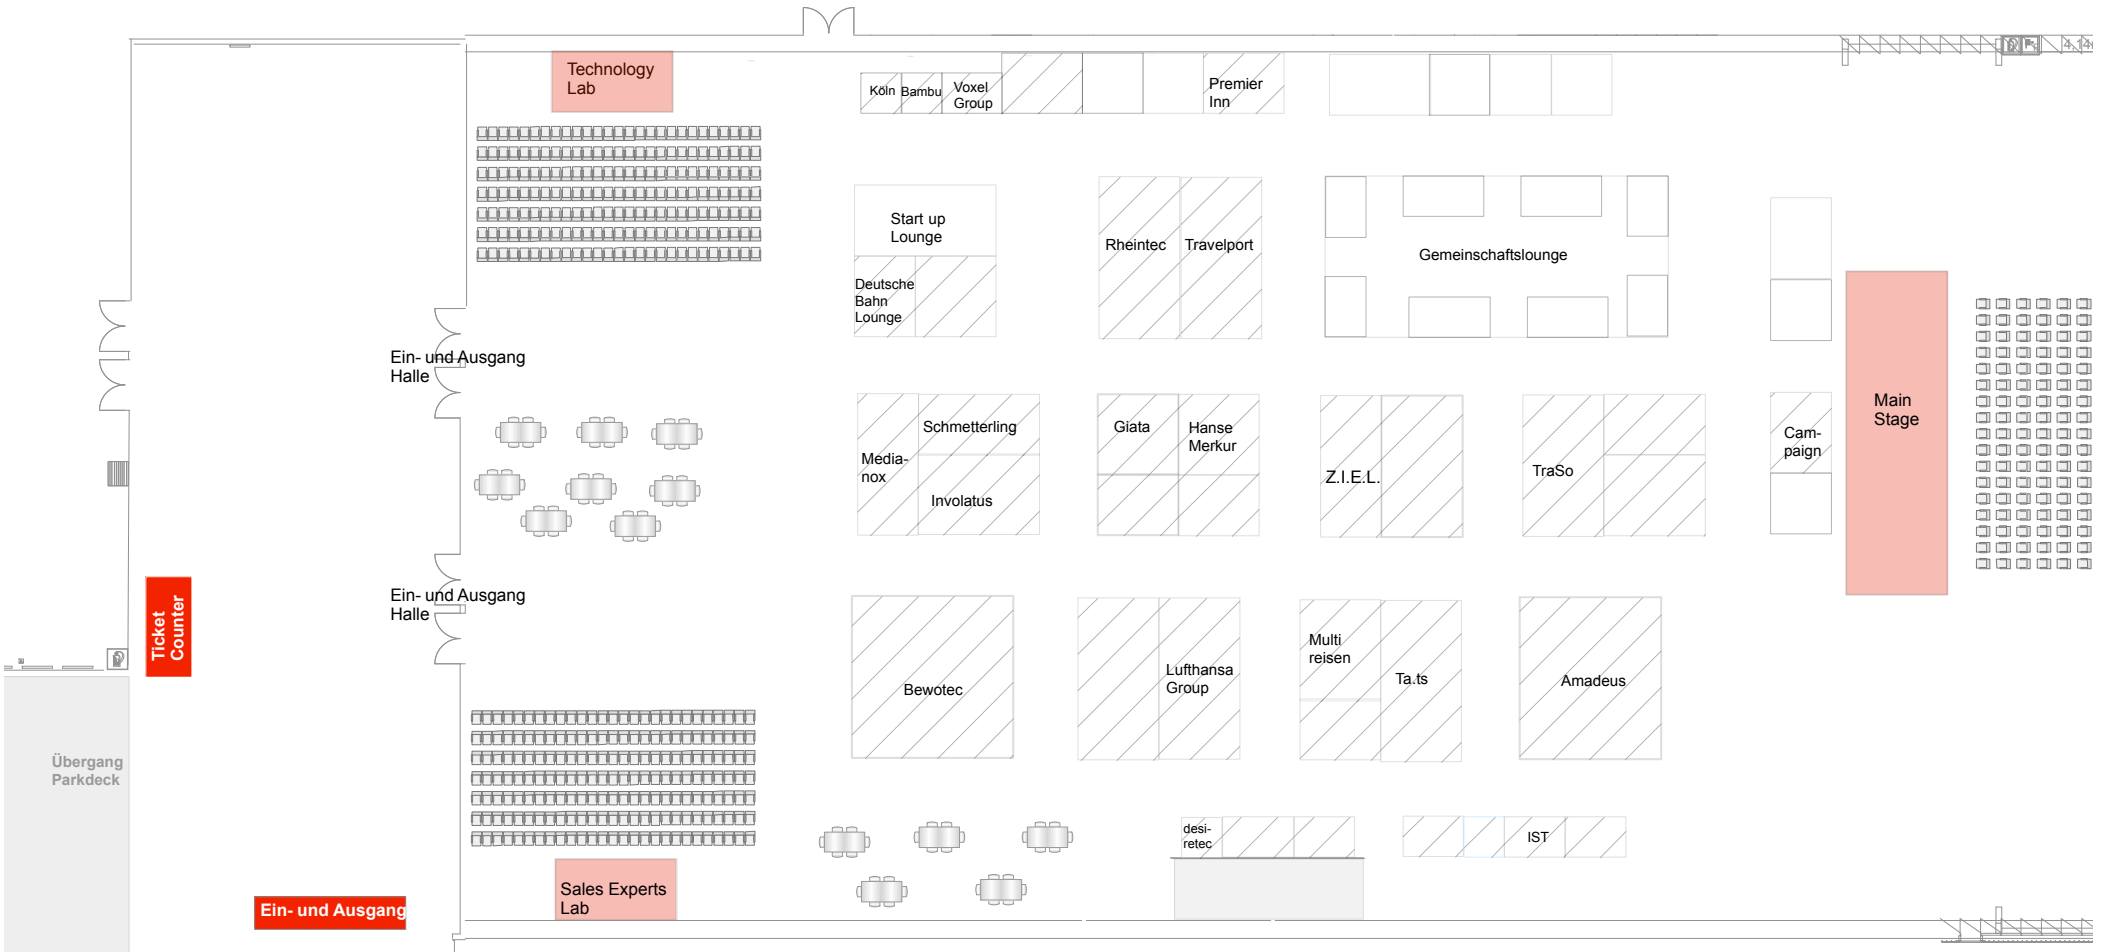 Technology
Lab
Köln
Bambu
Voxel
Group
Premier
Inn
4,14
Start up
Lounge
Deutsche
Bahn
Lounge
Rheintec
Travelport
Gemeinschaftslounge
Ein- und Ausgang
Halle
Media-
nox
Schmetterling
Involatus
Giata
Hanse
Merkur
Z.I.E.L.
TraSo
Cam-
paign
Main
Stage
Ein- und Ausgang
Halle
Ticket
Counter
Bewotec
Lufthansa
Group
Multi
reisen
Ta.ts
Amadeus
Übergang
Parkdeck
desi-
retec
IST
Sales Experts
Lab
Ein- und Ausgang